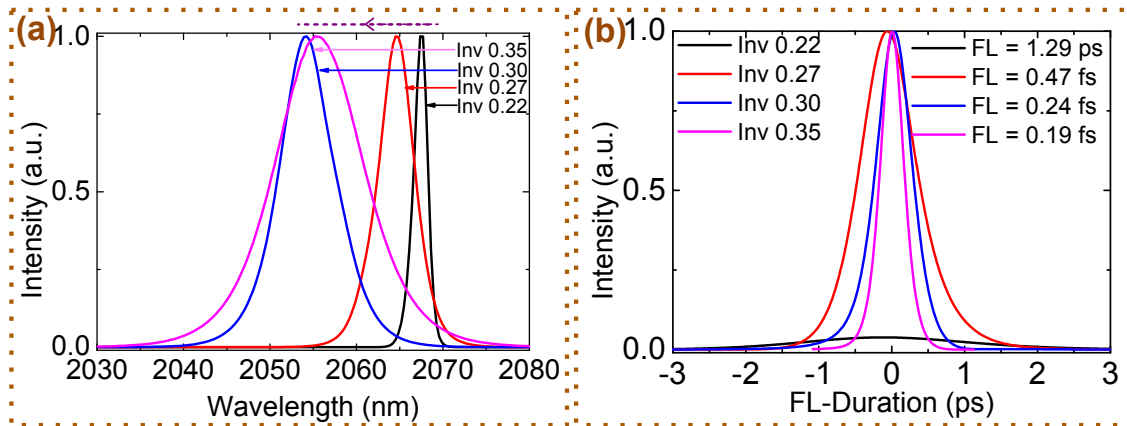 (a)
1.0
0.5
0.0
Intensity (a.u.)
Inv 0.35
Inv 0.30
Inv 0.27
Inv 0.22
2030 2040 2050 2060 2070 2080
Wavelength (nm)
(b)
1.0
0.5
0.0
Intensity (a.u.)
Inv 0.22
Inv 0.27
Inv 0.30
Inv 0.35
FL = 1.29 ps
FL = 0.47 fs
FL = 0.24 fs
FL = 0.19 fs
-3 -2 -1 0 1 2 3
FL-Duration (ps)